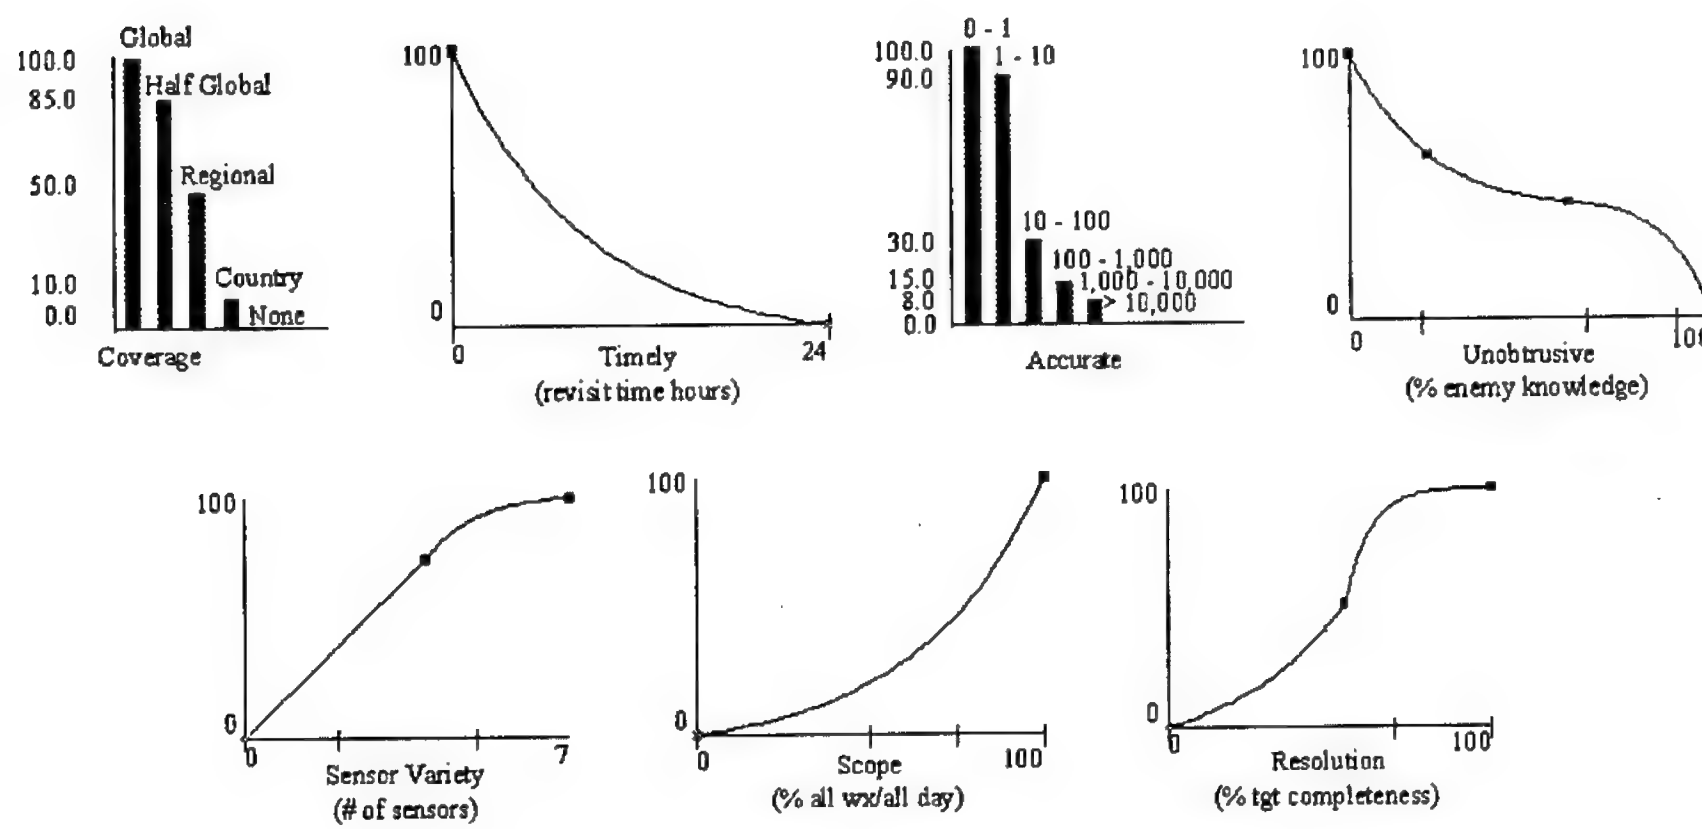 Global
100.0
Half Global
85.0
Regional
50.0
Country
10.0
None
0.0
Coverage
100
0
0
24
Timely
(revisit time hours)
0 - 1
100.0
1 - 10
90.0
10 - 100
30.0
100 - 1,000
15.0
1,000 - 10,000
8.0
> 10,000
0.0
Accurate
100
0
0
Unobtrusive
(% enemy knowledge)
100
0
0
7
Sensor Variety
(# of sensors)
100
0
0
100
Scope
(% all wx/all day)
100
0
0
100
Resolution
(% tgt completeness)